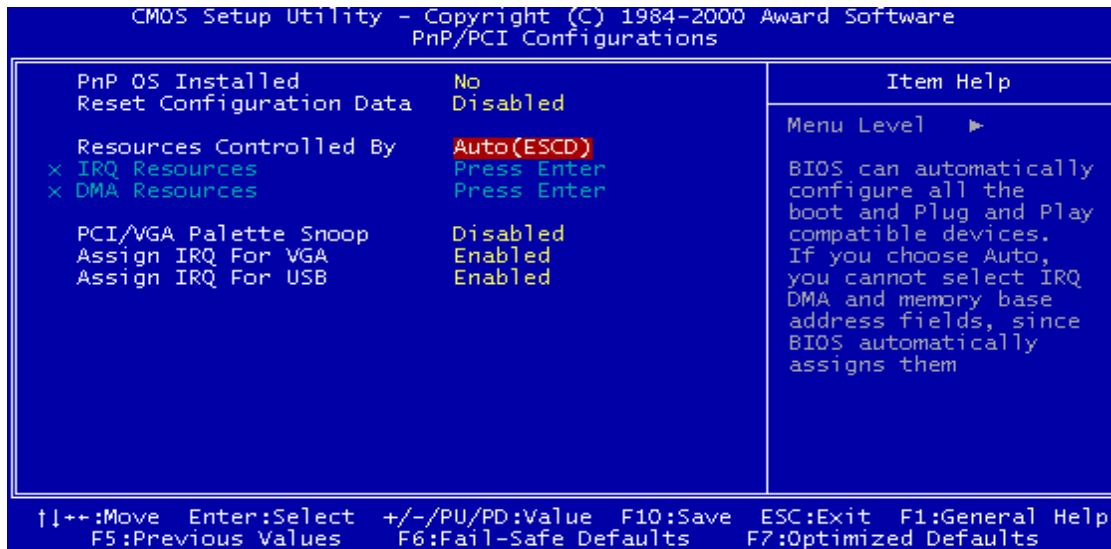 CMOS Setup Utility - Copyright (C) 1984-2000 Award Software
PnP/PCI Configurations
PnP OS Installed No
Reset Configuration Data Disabled
Resources Controlled By Auto(ESCD)
x IRQ Resources Press Enter
x DMA Resources Press Enter
PCI/VGA Palette Snoop Disabled
Assign IRQ For VGA Enabled
Assign IRQ For USB Enabled
Item Help
Menu Level ►
BIOS can automatically
configure all the
boot and Plug and Play
compatible devices.
If you choose Auto,
you cannot select IRQ
DMA and memory base
address fields, since
BIOS automatically
assigns them
↑↓←→:Move Enter:Select +/-/PU/PD:Value F10:Save ESC:Exit F1:General Help
F5:Previous Values F6:Fail-Safe Defaults F7:Optimized Defaults